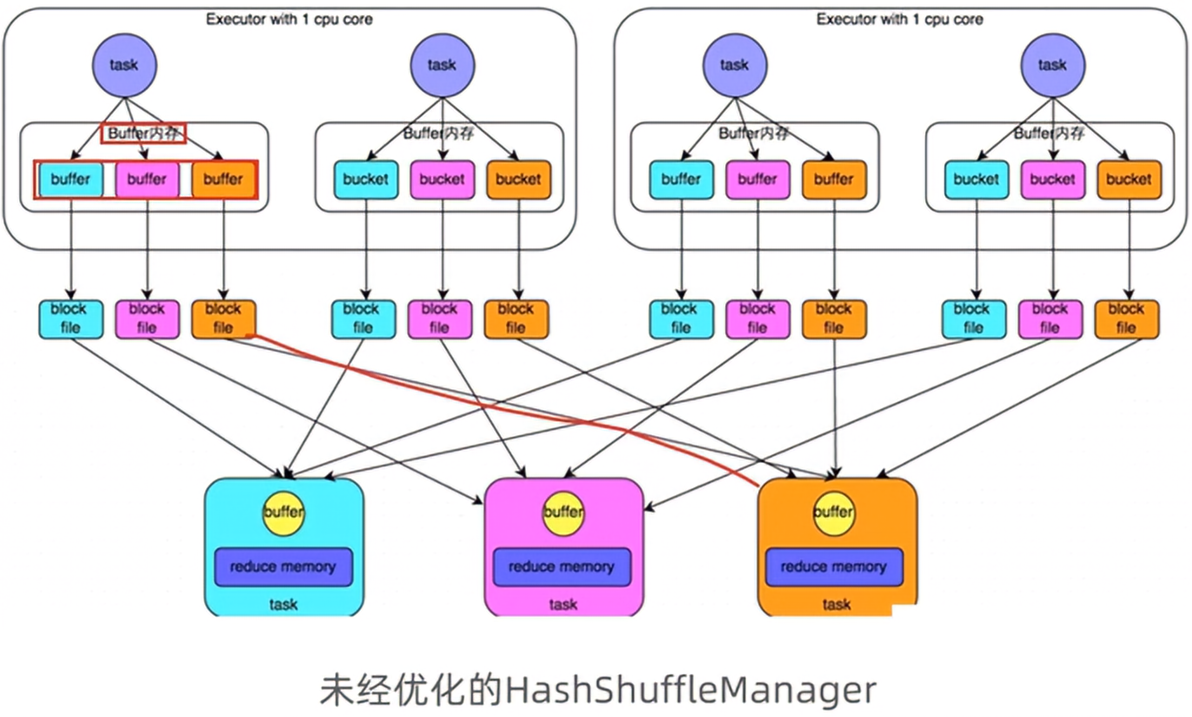 Executor with 1 cpu core
Executor with 1 cpu core
task
task
task
task
Buffer内存
Buffer内存
Buffer内存
Buffer内存
buffer buffer buffer
bucket bucket bucket
buffer buffer buffer
bucket bucket bucket
block file
block file
block file
block file
block file
block file
block file
block file
block file
block file
block file
block file
buffer
buffer
buffer
reduce memory
reduce memory
reduce memory
task
task
task
未经优化的HashShuffleManager